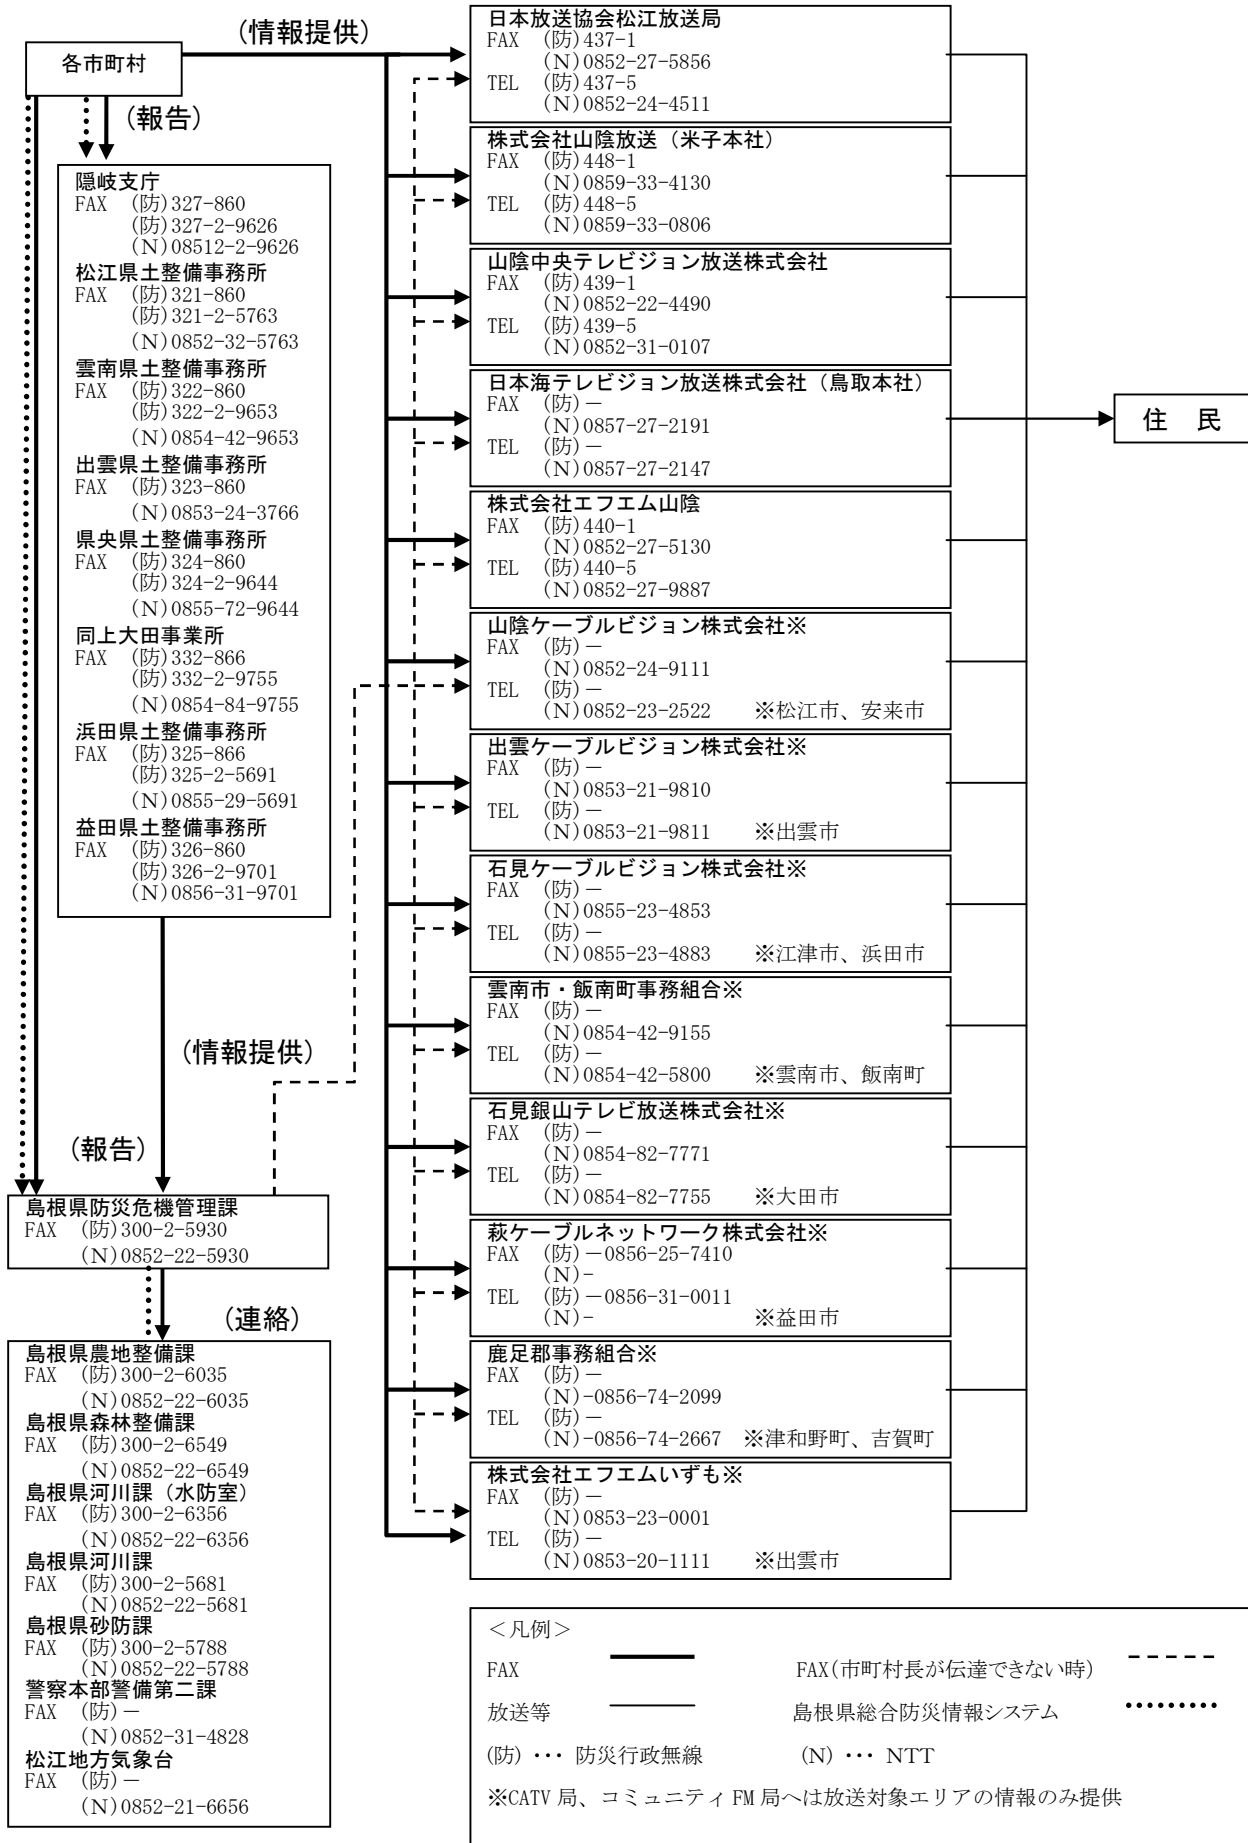 各市町村
(情報提供)
(報告)
隠岐支庁
FAX (防)327-860
(防)327-2-9626
(N)08512-2-9626
松江県土整備事務所
FAX (防)321-860
(防)321-2-5763
(N)0852-32-5763
雲南県土整備事務所
FAX (防)322-860
(防)322-2-9653
(N)0854-42-9653
出雲県土整備事務所
FAX (防)323-860
(N)0853-24-3766
県央県土整備事務所
FAX (防)324-860
(防)324-2-9644
(N)0855-72-9644
同上大田事業所
FAX (防)332-866
(防)332-2-9755
(N)0854-84-9755
浜田県土整備事務所
FAX (防)325-866
(防)325-2-5691
(N)0855-29-5691
益田県土整備事務所
FAX (防)326-860
(防)326-2-9701
(N)0856-31-9701
(情報提供)
(報告)
島根県防災危機管理課
FAX (防)300-2-5930
(N)0852-22-5930
(連絡)
島根県農地整備課
FAX (防)300-2-6035
(N)0852-22-6035
島根県森林整備課
FAX (防)300-2-6549
(N)0852-22-6549
島根県河川課(水防室)
FAX (防)300-2-6356
(N)0852-22-6356
島根県河川課
FAX (防)300-2-5681
(N)0852-22-5681
島根県砂防課
FAX (防)300-2-5788
(N)0852-22-5788
警察本部警備第二課
FAX (防)－
(N)0852-31-4828
松江地方気象台
FAX (防)－
(N)0852-21-6656
日本放送協会松江放送局
FAX (防)437-1
(N)0852-27-5856
TEL (防)437-5
(N)0852-24-4511
株式会社山陰放送（米子本社）
FAX (防)448-1
(N)0859-33-4130
TEL (防)448-5
(N)0859-33-0806
山陰中央テレビジョン放送株式会社
FAX (防)439-1
(N)0852-22-4490
TEL (防)439-5
(N)0852-31-0107
日本海テレビジョン放送株式会社（鳥取本社）
FAX (防)－
(N)0857-27-2191
TEL (防)－
(N)0857-27-2147
株式会社エフエム山陰
FAX (防)440-1
(N)0852-27-5130
TEL (防)440-5
(N)0852-27-9887
山陰ケーブルビジョン株式会社※
FAX (防)－
(N)0852-24-9111
TEL (防)－
(N)0852-23-2522 ※松江市、安来市
出雲ケーブルビジョン株式会社※
FAX (防)－
(N)0853-21-9810
TEL (防)－
(N)0853-21-9811 ※出雲市
石見ケーブルビジョン株式会社※
FAX (防)－
(N)0855-23-4853
TEL (防)－
(N)0855-23-4883 ※江津市、浜田市
雲南市・飯南町事務組合※
FAX (防)－
(N)0854-42-9155
TEL (防)－
(N)0854-42-5800 ※雲南市、飯南町
石見銀山テレビ放送株式会社※
FAX (防)－
(N)0854-82-7771
TEL (防)－
(N)0854-82-7755 ※大田市
萩ケーブルネットワーク株式会社※
FAX (防)－0856-25-7410
(N)-
TEL (防)－0856-31-0011
(N)- ※益田市
鹿足郡事務組合※
FAX (防)－
(N)-0856-74-2099
TEL (防)－
(N)-0856-74-2667 ※津和野町、吉賀町
株式会社エフエムいずも※
FAX (防)－
(N)0853-23-0001
TEL (防)－
(N)0853-20-1111 ※出雲市
住 民
＜凡例＞
FAX FAX(市町村長が伝達できない時)
放送等 島根県総合防災情報システム
(防)・・・ 防災行政無線 (N)・・・ NTT
※CATV局、コミュニティFM局へは放送対象エリアの情報のみ提供